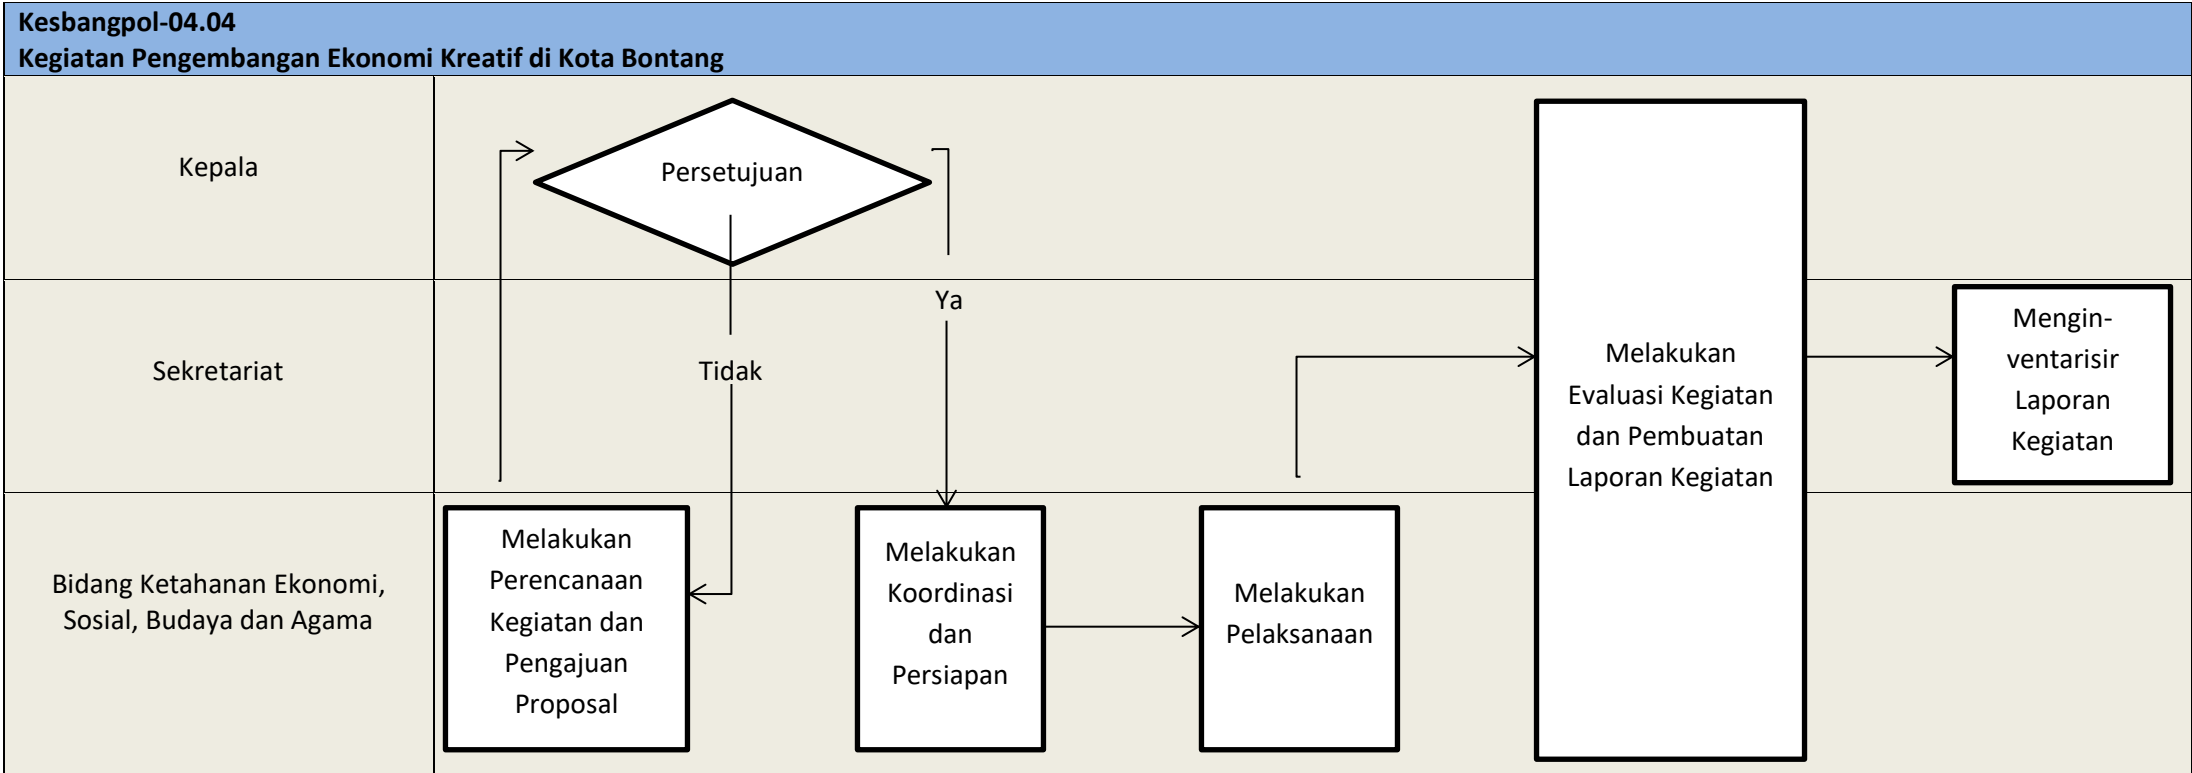 Kesbangpol-04.04
Kegiatan Pengembangan Ekonomi Kreatif di Kota Bontang
Kepala
Persetujuan
Sekretariat
Ya
Tidak
Melakukan
Evaluasi Kegiatan
dan Pembuatan
Laporan Kegiatan
Mengin-
ventarisir
Laporan
Kegiatan
Bidang Ketahanan Ekonomi,
Sosial, Budaya dan Agama
Melakukan
Perencanaan
Kegiatan dan
Pengajuan
Proposal
Melakukan
Koordinasi
dan
Persiapan
Melakukan
Pelaksanaan